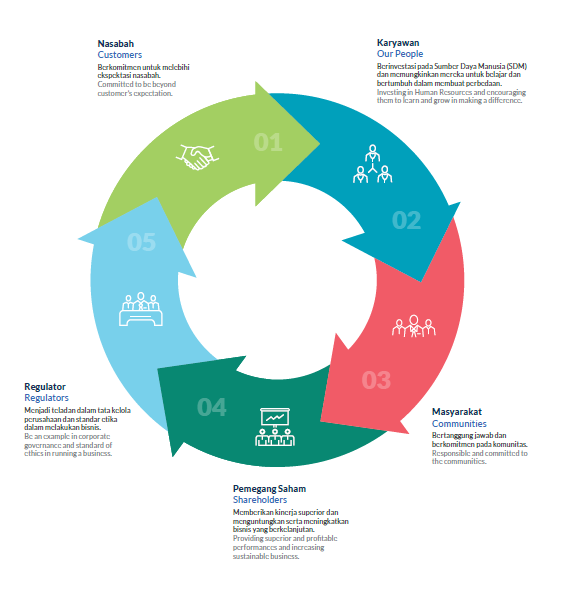 Nasabah
Customers
Berkomitmen untuk melebihi
ekspektasi nasabah.
Committed to be beyond
customer's expectation.
01
Karyawan
Our People
Berinvestasi pada Sumber Daya Manusia (SDM)
dan memungkinkan mereka untuk belajar dan
bertumbuh dalam membuat perbedaan.
Investing in Human Resources and encouraging
them to learn and grow in making a difference.
02
03
Masyarakat
Communities
Bertanggung jawab dan
berkomitmen pada komunitas.
Responsible and committed to
the communities.
04
Pemegang Saham
Shareholders
Memberikan kinerja superior dan
menguntungkan serta meningkatkan
bisnis yang berkelanjutan.
Providing superior and profitable
performances and increasing
sustainable business.
05
Regulator
Regulators
Menjadi teladan dalam tata kelola
perusahaan dan standar etika
dalam melakukan bisnis.
Be an example in corporate
governance and standard of
ethics in running a business.